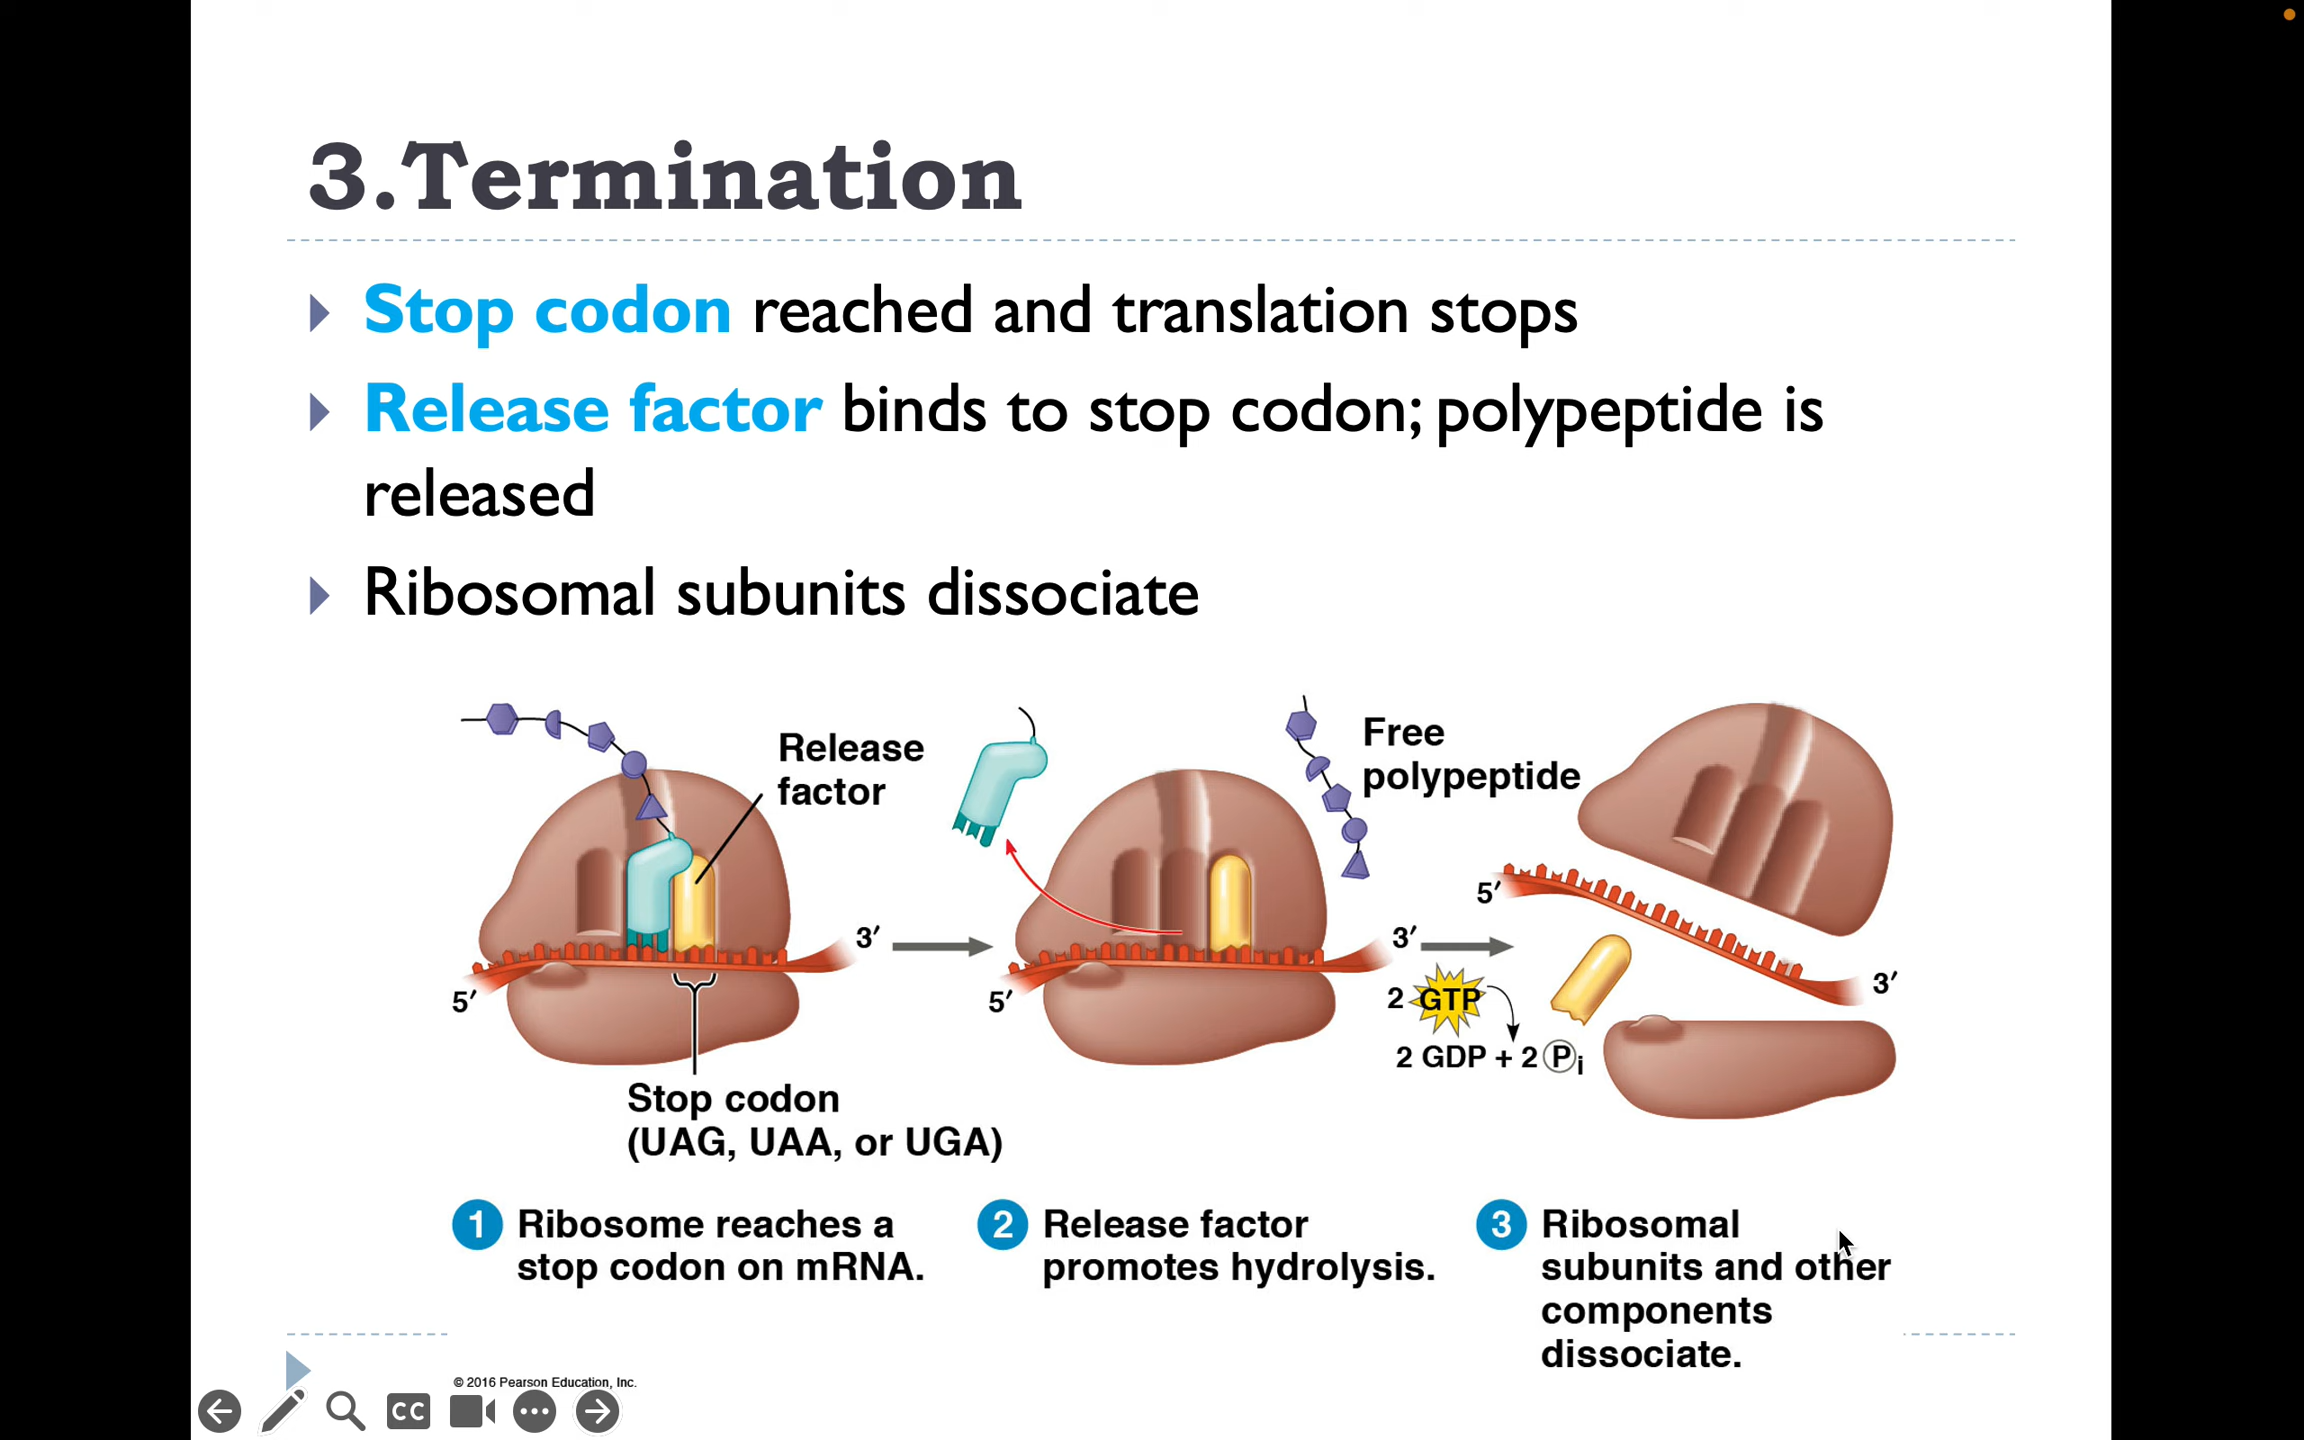 3.Termination
Stop codon reached and translation stops
Release factor binds to stop codon; polypeptide is
released
Ribosomal subunits dissociate
Release
factor
3′
5′
Stop codon
(UAG, UAA, or UGA)
Free
polypeptide
3′
5′
2 GTP
2 GDP + 2 Pi
5′
3′
1 Ribosome reaches a
stop codon on mRNA.
2 Release factor
promotes hydrolysis.
3 Ribosomal
subunits and other
components
dissociate.
© 2016 Pearson Education, Inc.
CC